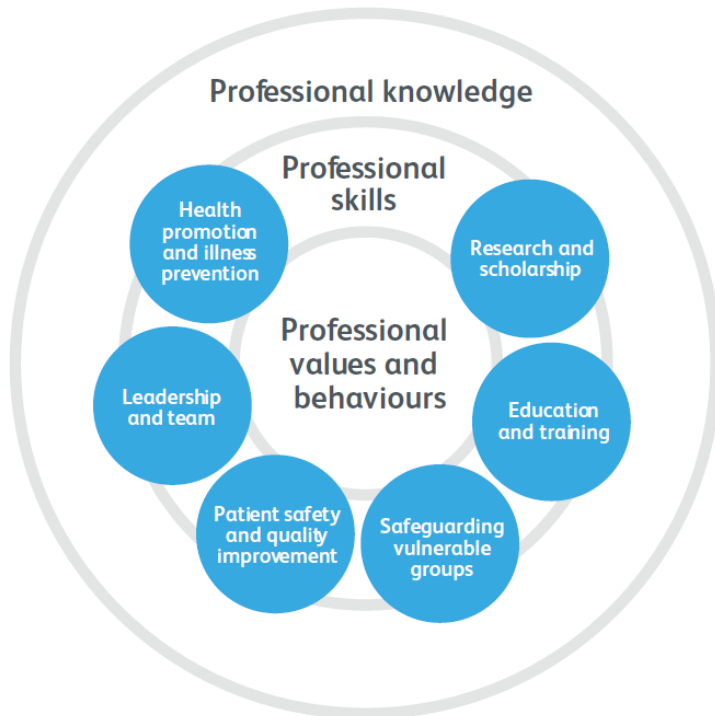 Professional knowledge
Professional
skills
Health
promotion
and illness
prevention
Research and
scholarship
Professional
values and
behaviours
Leadership
and team
Education
and training
Patient safety
and quality
improvement
Safeguarding
vulnerable
groups